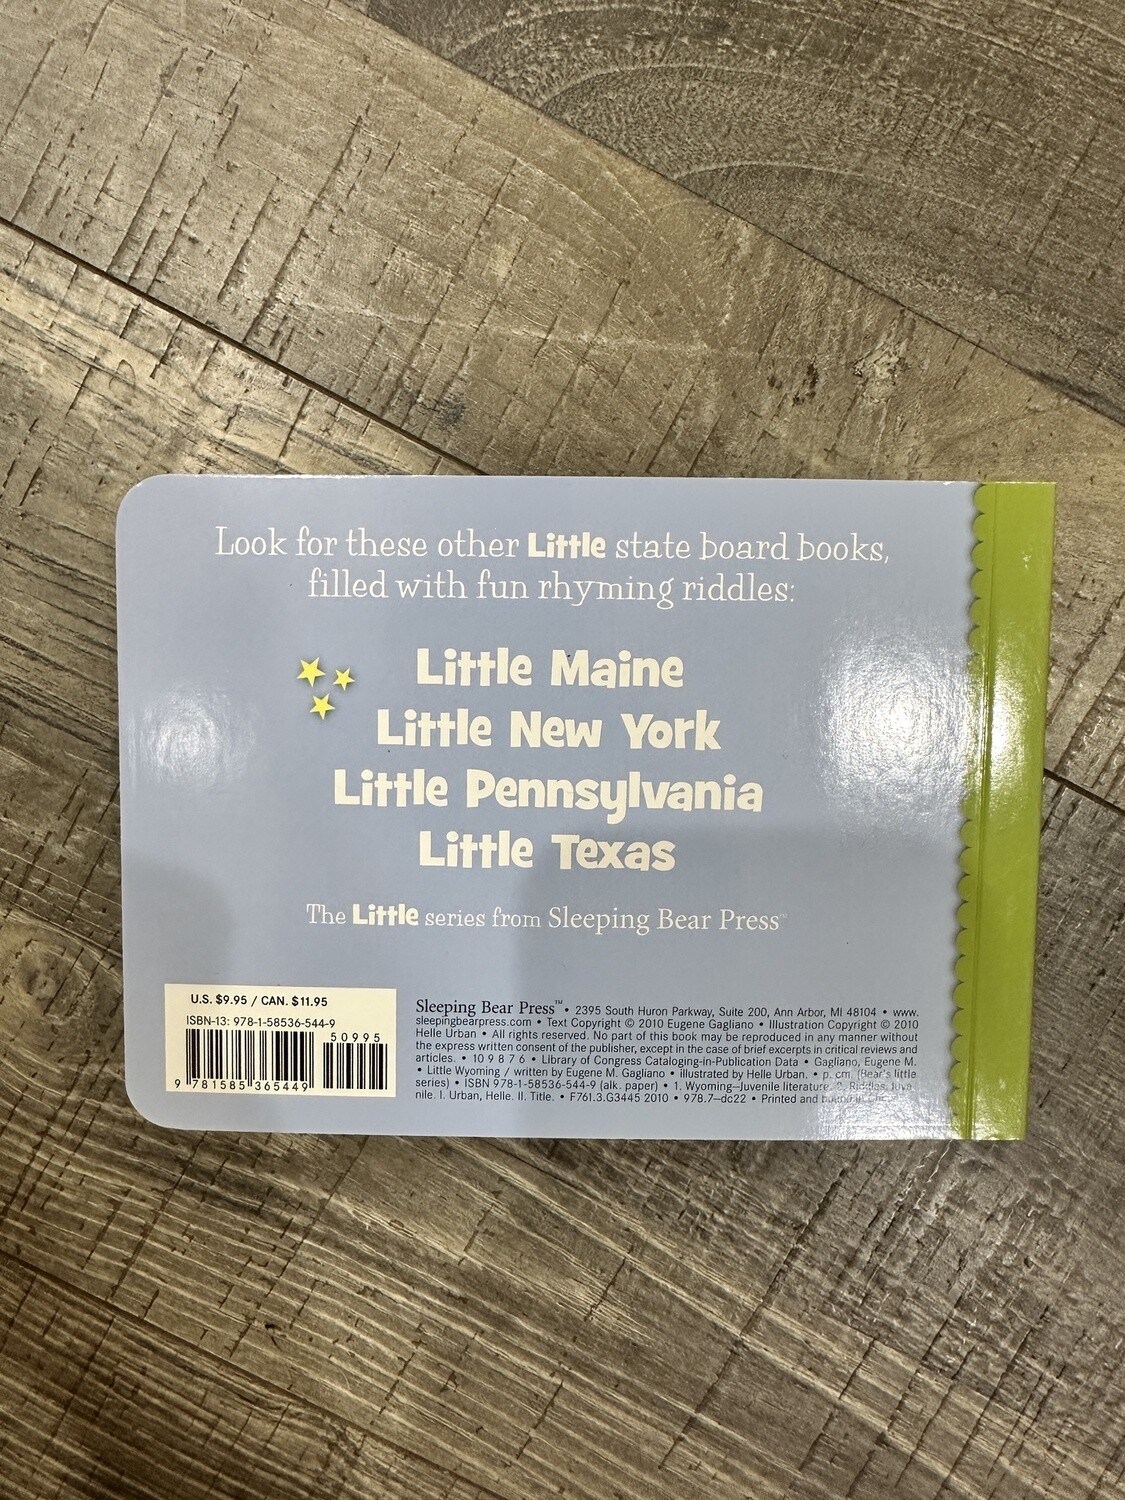 Look for these other Little state board books,
filled with fun rhyming riddles:
Little Maine
Little New York
Little Pennsylvania
Little Texas
The Little series from Sleeping Bear Press™
U.S. $9.95 / CAN. $11.95
ISBN-13: 978-1-58536-544-9
50995
9 781585 365449
Sleeping Bear Press™ • 2395 South Huron Parkway, Suite 200, Ann Arbor, MI 48104 • www.
sleepingbearpress.com • Text Copyright © 2010 Eugene Gagliano • Illustration Copyright © 2010
Helle Urban • All rights reserved. No part of this book may be reproduced in any manner without
the express written consent of the publisher, except in the case of brief excerpts in critical reviews and
articles. • 10 9 8 7 6 • Library of Congress Cataloging-in-Publication Data • Gagliano, Eugene M.
• Little Wyoming / written by Eugene M. Gagliano • illustrated by Helle Urban. • p. cm. (Bear's little
series) • ISBN 978-1-58536-544-9 (alk. paper) • 1. Wyoming—Juvenile literature. 2. Riddles, Juve-
nile. I. Urban, Helle. II. Title. • F761.3.G3445 2010 • 978.7—dc22 • Printed and bound in